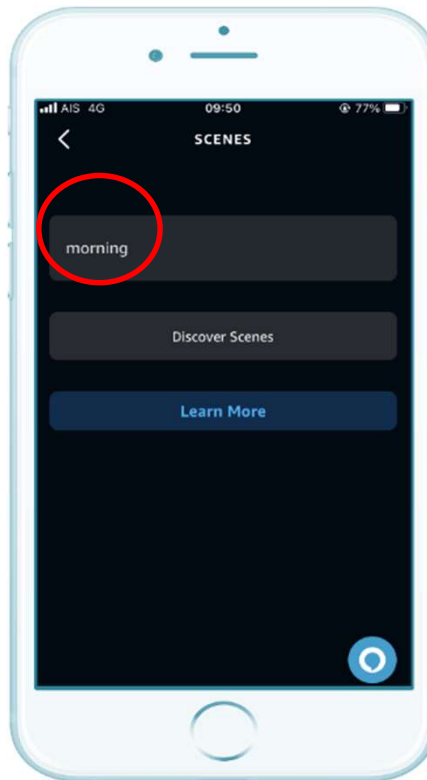 AIS 4G 09:50 77%
SCENES
morning
Discover Scenes
Learn More